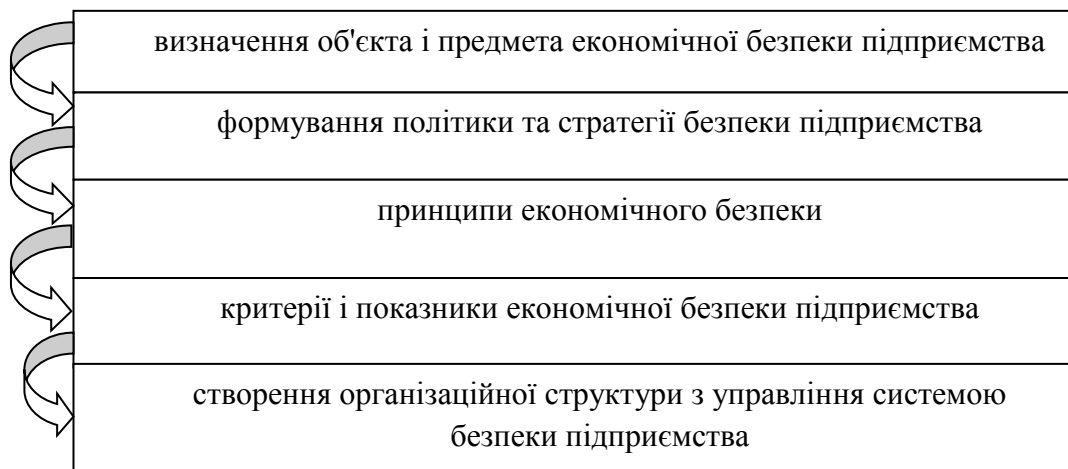 визначення об'єкта і предмета економічної безпеки підприємства
формування політики та стратегії безпеки підприємства
принципи економічного безпеки
критерії і показники економічної безпеки підприємства
створення організаційної структури з управління системою
безпеки підприємства